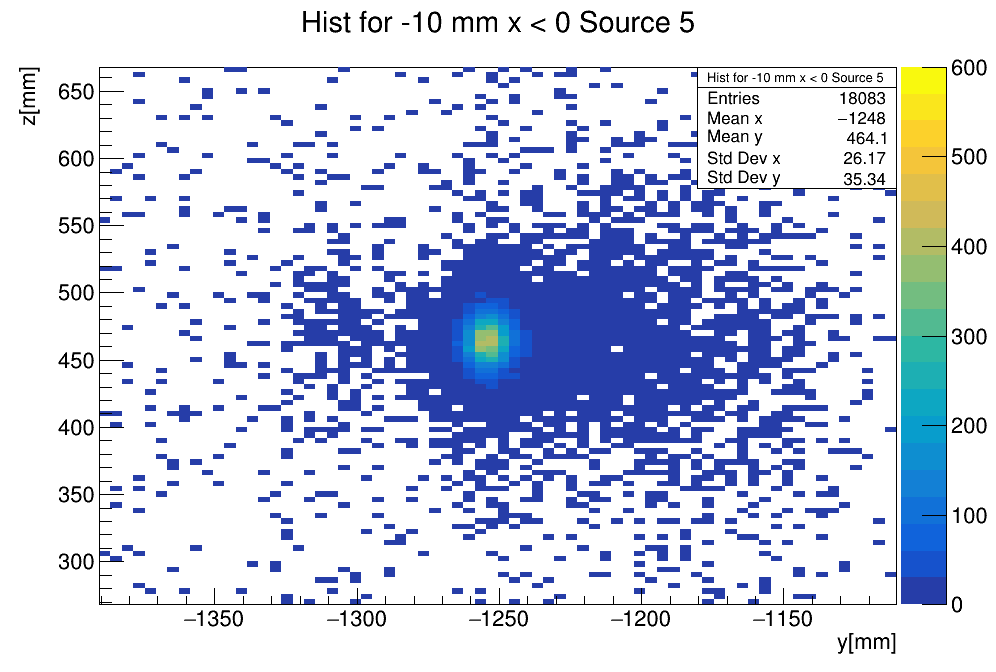 Hist for -10 mm x < 0 Source 5
z[mm]
650
600
550
500
450
400
350
300
−1350
−1300
−1250
−1200
−1150
y[mm]
Hist for -10 mm x < 0 Source 5
Entries 18083
Mean x −1248
Mean y 464.1
Std Dev x 26.17
Std Dev y 35.34
600
500
400
300
200
100
0